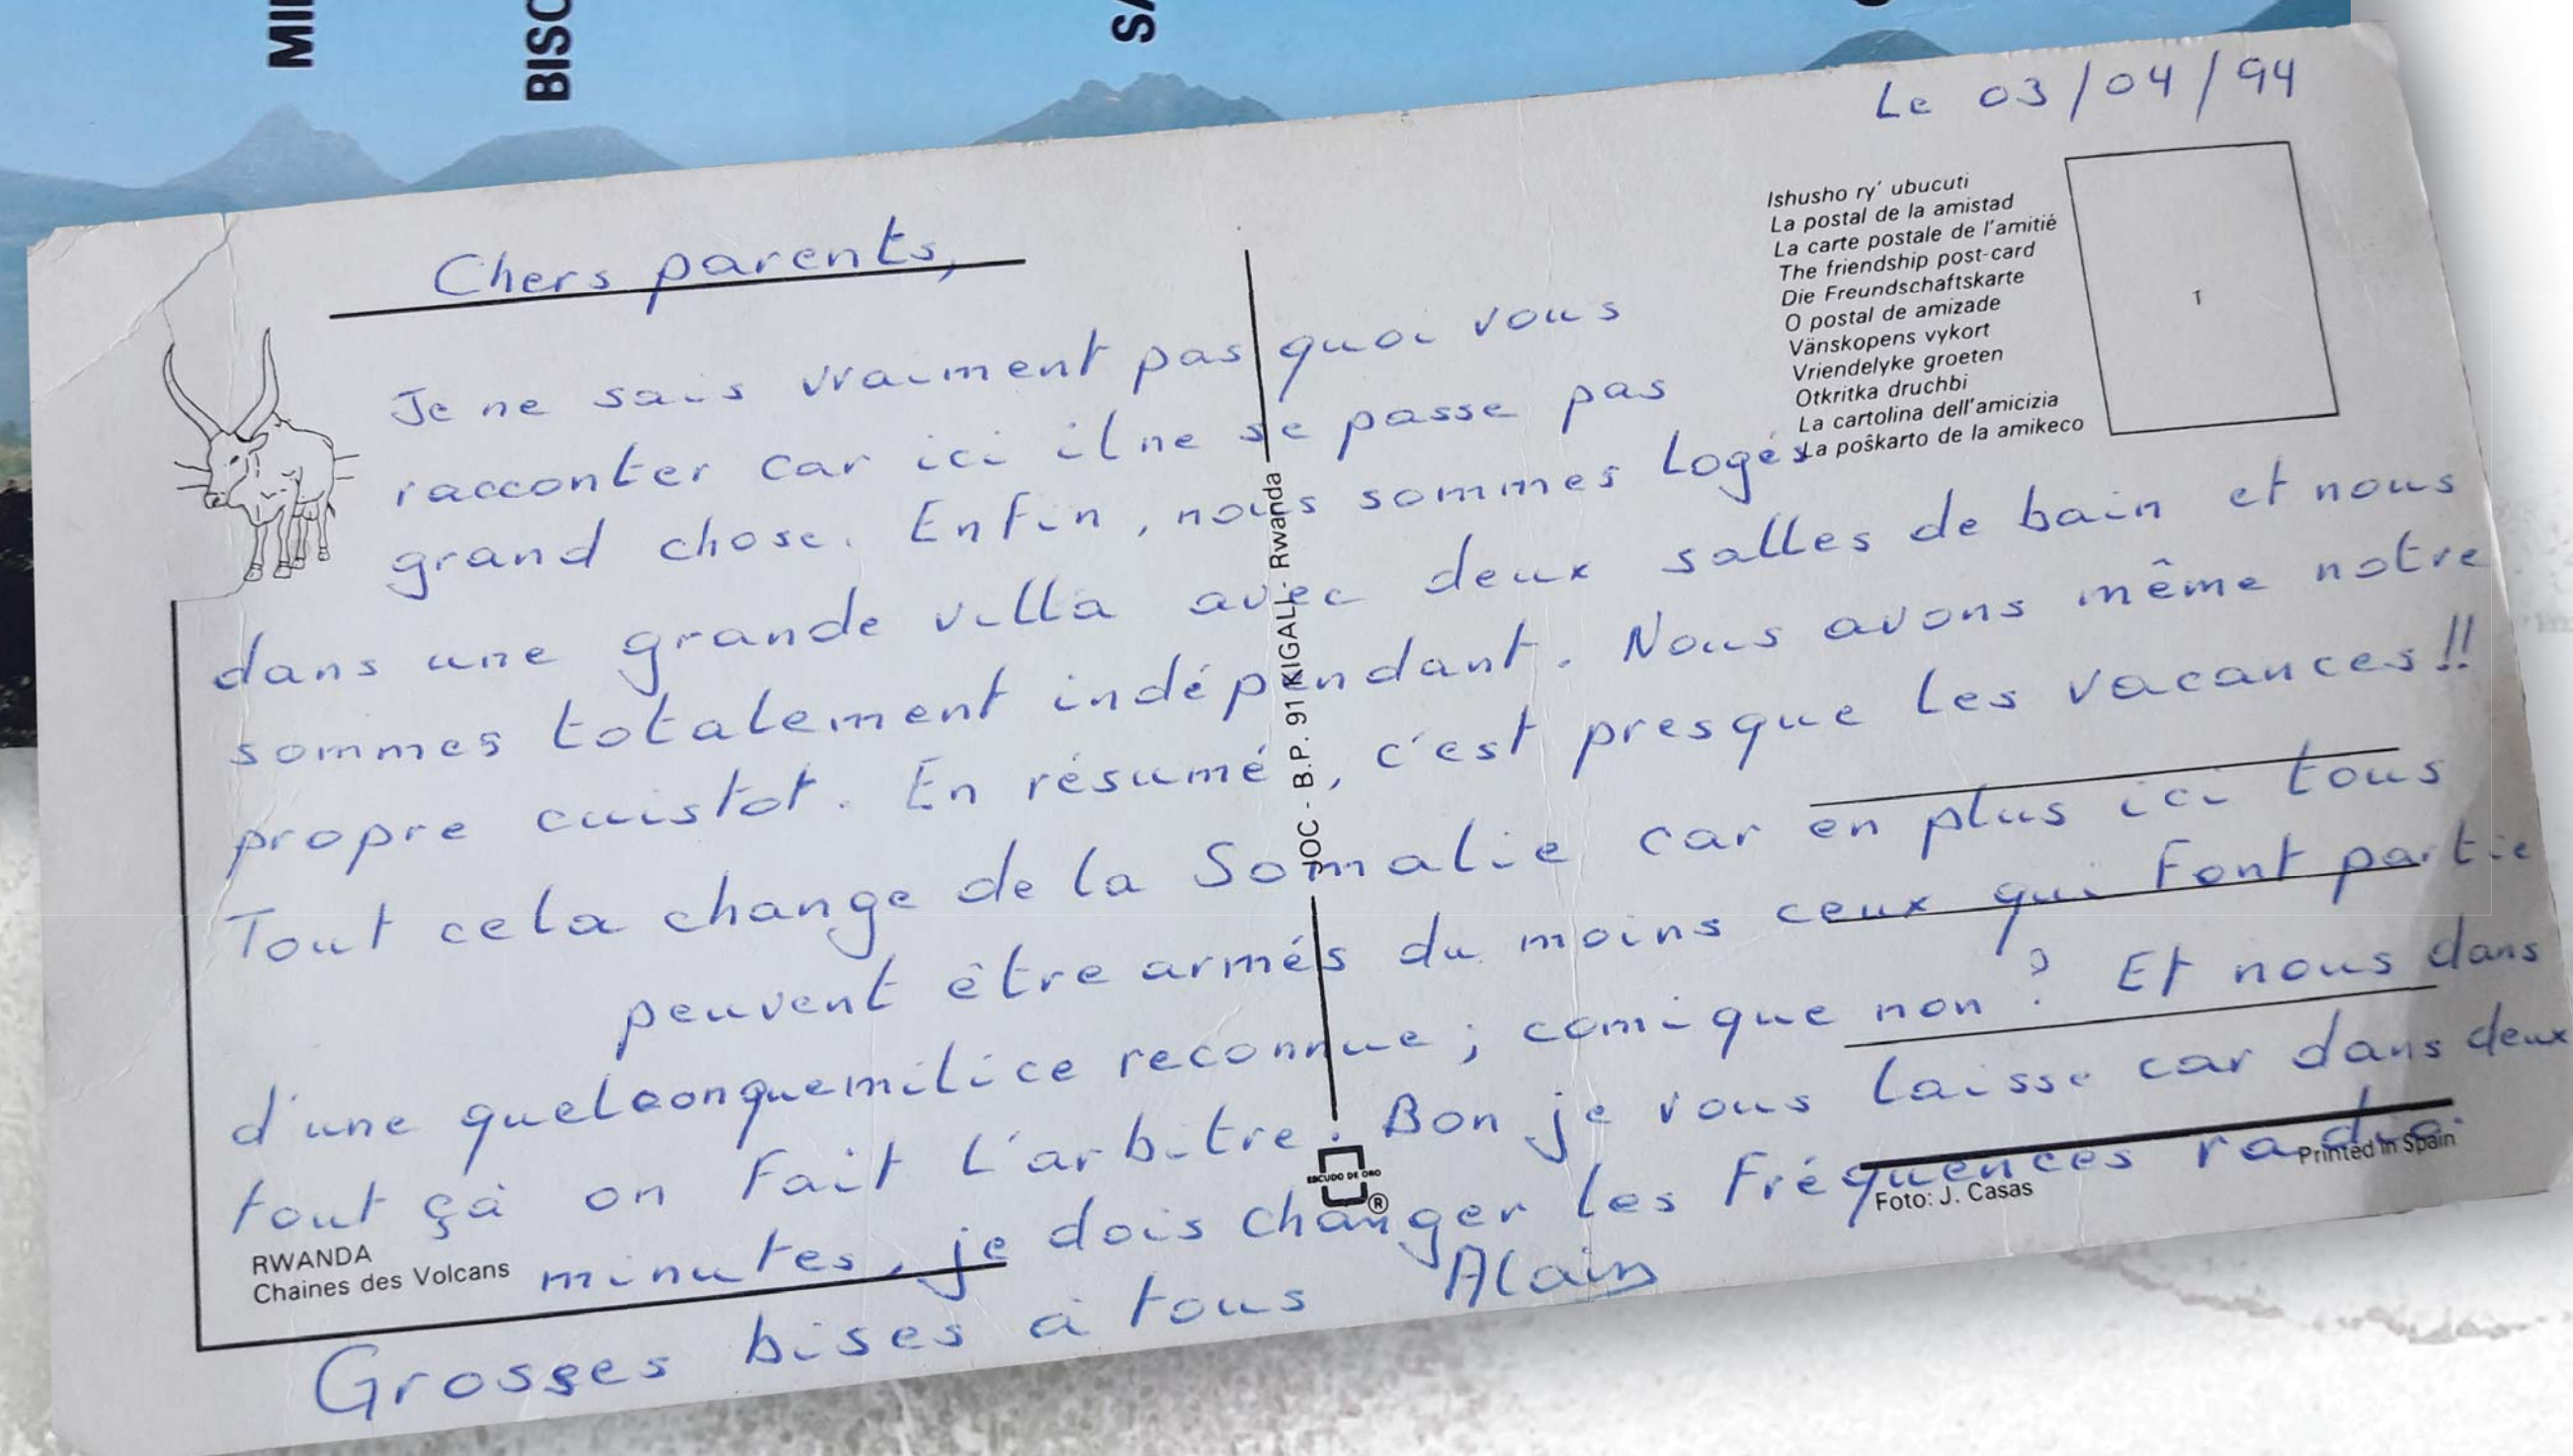 MI
BISC
SA
Le 03/04/94
Ishusho ry' ubucuti
La postal de la amistad
La carte postale de l'amitié
The friendship post-card
Die Freundschaftskarte
O postal de amizade
Vänskopens vykort
Vriendelyke groeten
Otkritka druchbi
La cartolina dell'amicizia
La poŝkarto de la amikeco
T
Chers parents,
Je ne sais vraiment pas quoi vous
racconter car ici il ne se passe pas
grand chose. Enfin, nous sommes logés
dans une grande villa avec deux salles de bain et nous
sommes totalement indépendant. Nous avons même notre
propre cuistot. En résumé, c'est presque les vacances!!
Tout cela change de la Somalie car en plus ici tous
peuvent être armés du moins ceux qui font partie
d'une quelconque milice reconnue; comique non? Et nous dans
tout çà on fait l'arbitre. Bon je vous laisse car dans deux
minutes, je dois changer les fréquences radio.
Grosses bises à tous Alain
JOC - B.P. 91 KIGALI - Rwanda
ESCUDO DE ORO
®
RWANDA
Chaines des Volcans
Foto: J. Casas
Printed in Spain